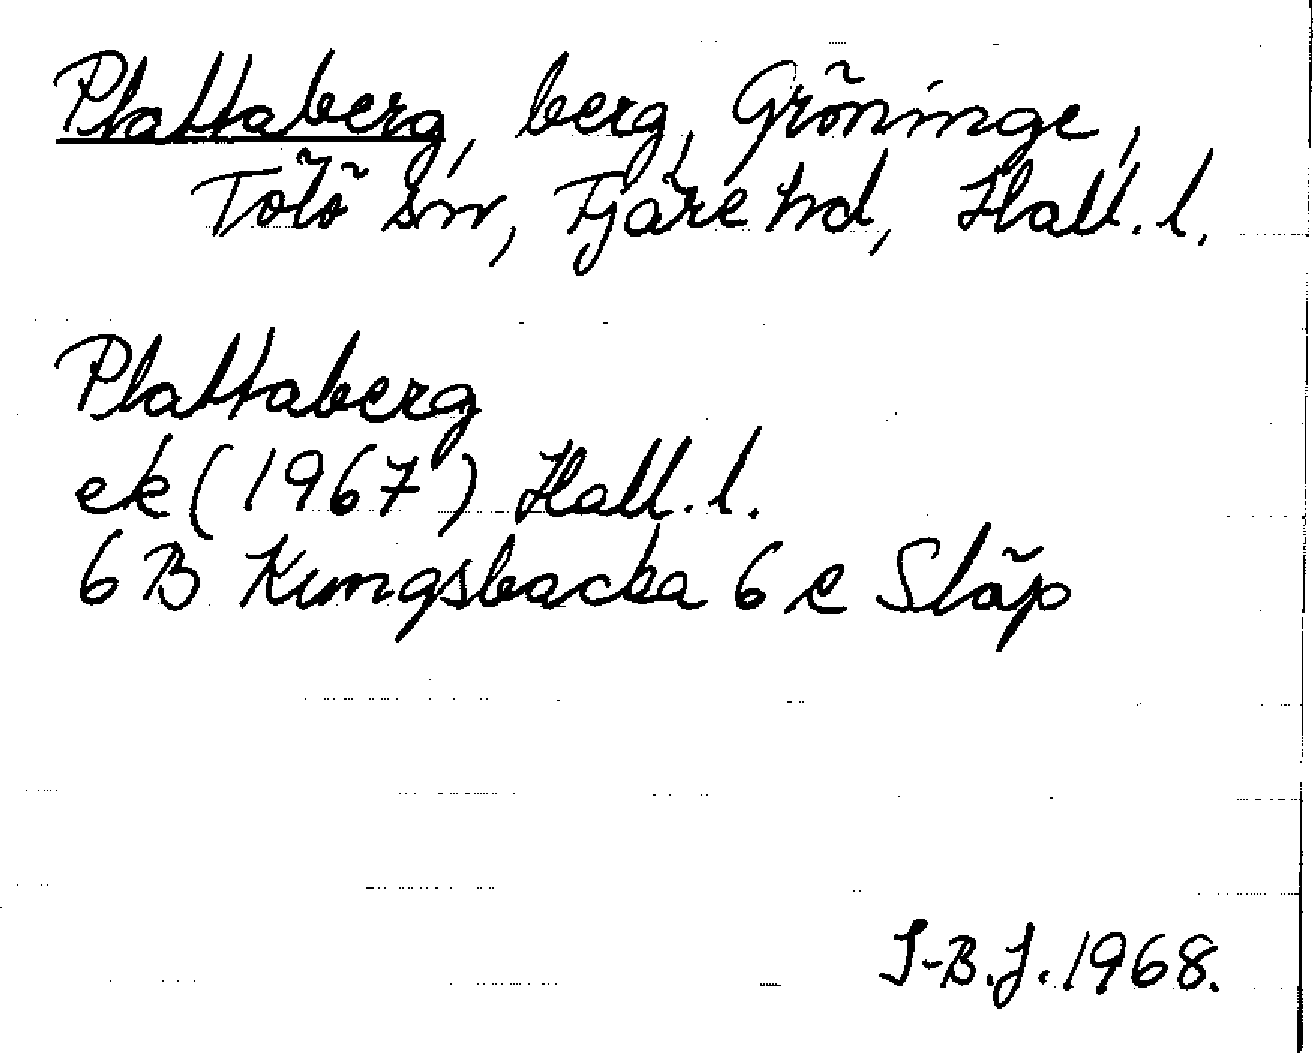 Plattaberg, berg, Gröninge,
Tölö sn, Fjäre hd, Hall. l.
Plattaberg
ek (1967) Hall. l.
6 B Kungsbacka 6 e Släp
I-B.J. 1968.